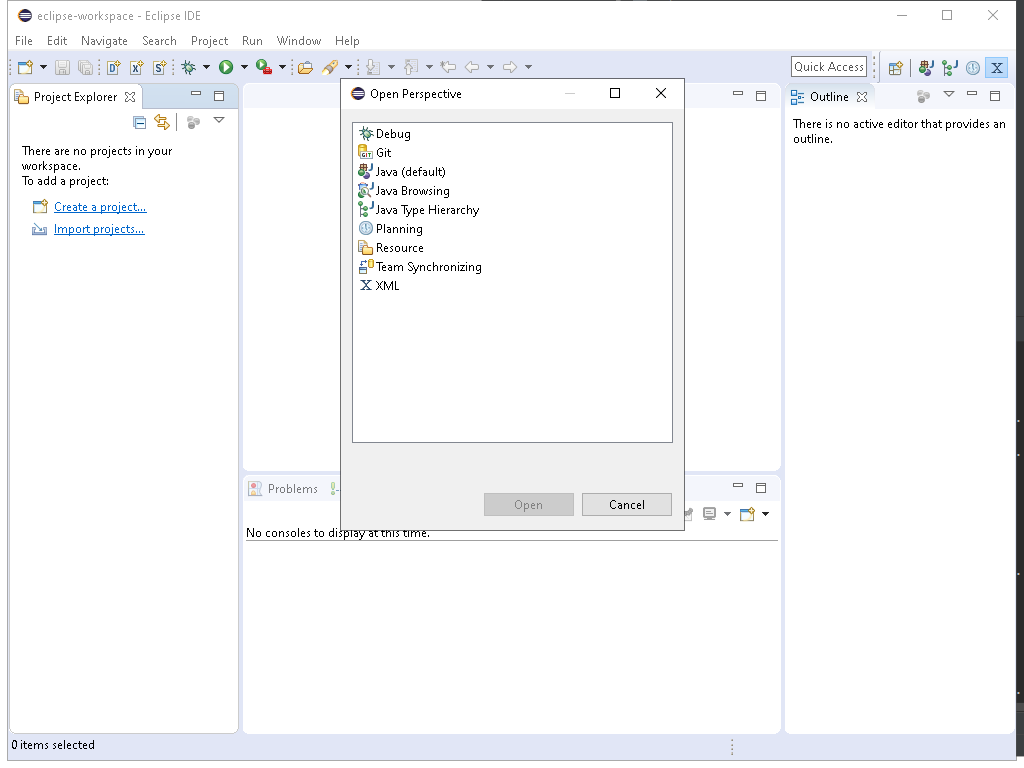 eclipse-workspace - Eclipse IDE
File Edit Navigate Search Project Run Window Help
Quick Access
Project Explorer
There are no projects in your
workspace.
To add a project:
Create a project...
Import projects...
Open Perspective
Debug
Git
Java (default)
Java Browsing
Java Type Hierarchy
Planning
Resource
Team Synchronizing
XML
Open Cancel
Outline
There is no active editor that provides an
outline.
Problems
No consoles to display at this time.
0 items selected